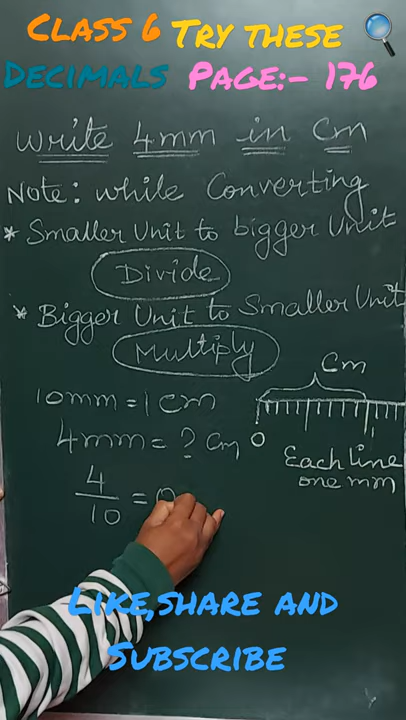 CLASS 6 TRY THESE
DECIMALS PAGE:- 176
Write 4mm in Cm
Note: while Converting
* Smaller Unit to bigger Unit
Divide
* Bigger Unit to Smaller Unit
Multiply
Cm
10mm = 1 cm
4mm = ? Cm
0 1
Each line
one mm
4/10 = 0
LIKE,SHARE AND
SUBSCRIBE